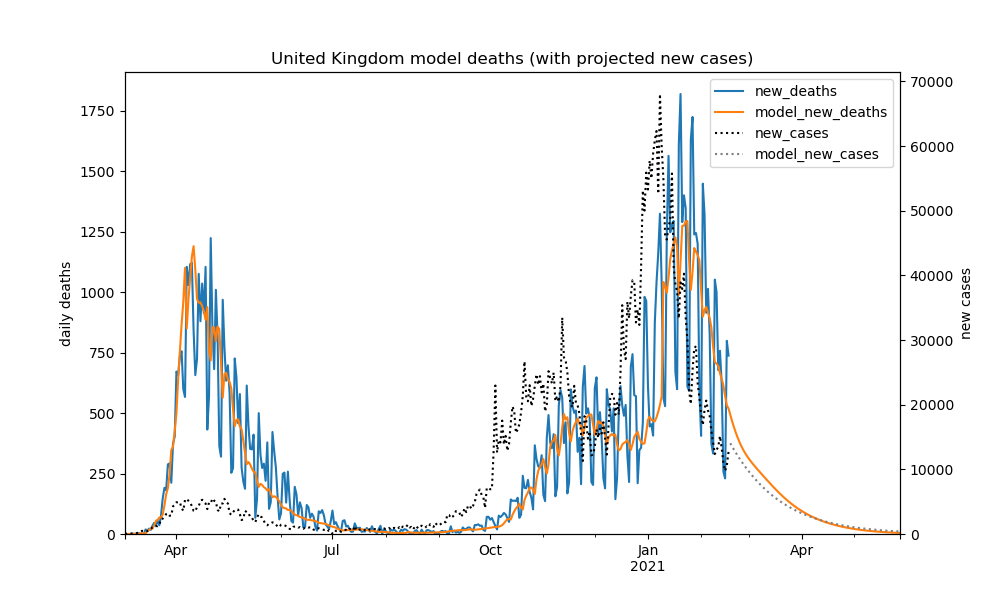 United Kingdom model deaths (with projected new cases)
new_deaths
model_new_deaths
new_cases
model_new_cases
daily deaths
1750
1500
1250
1000
750
500
250
0
new cases
70000
60000
50000
40000
30000
20000
10000
0
Apr
Jul
Oct
Jan
2021
Apr